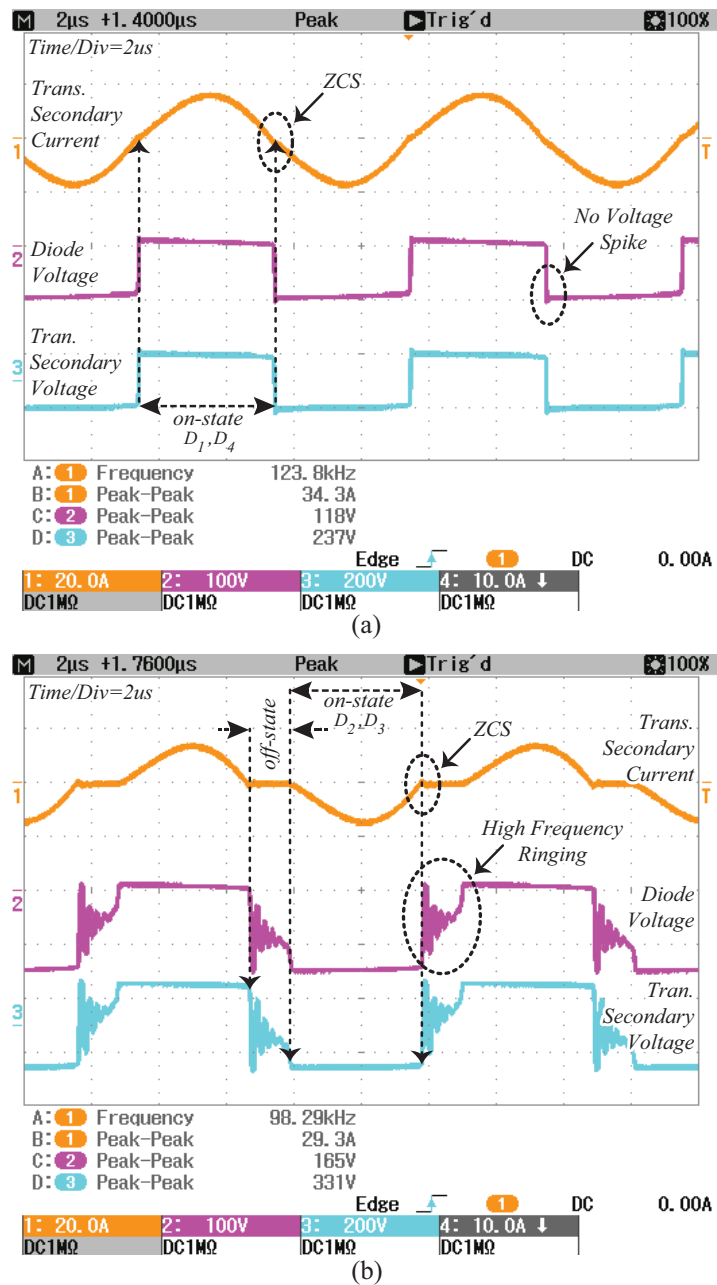 M 2µs +1.4000µs Peak Trig´d 100%
Time/Div=2us
Trans.
Secondary
Current
ZCS
1
T
Diode
Voltage
2
No Voltage
Spike
Tran.
Secondary
Voltage
3
on-state
D1,D4
A: 1 Frequency 123.8kHz
B: 1 Peak-Peak 34.3A
C: 2 Peak-Peak 118V
D: 3 Peak-Peak 237V
Edge 1 DC 0.00A
1: 20.0A 2: 100V 3: 200V 4: 10.0A ↓
DC1MΩ DC1MΩ DC1MΩ DC1MΩ
(a)
M 2µs +1.7600µs Peak Trig´d 100%
Time/Div=2us
off-state
on-state
D2,D3
ZCS
Trans.
Secondary
Current
1
T
High Frequency
Ringing
2
Diode
Voltage
3
Tran.
Secondary
Voltage
A: 1 Frequency 98.29kHz
B: 1 Peak-Peak 29.3A
C: 2 Peak-Peak 165V
D: 3 Peak-Peak 331V
Edge 1 DC 0.00A
1: 20.0A 2: 100V 3: 200V 4: 10.0A ↓
DC1MΩ DC1MΩ DC1MΩ DC1MΩ
(b)